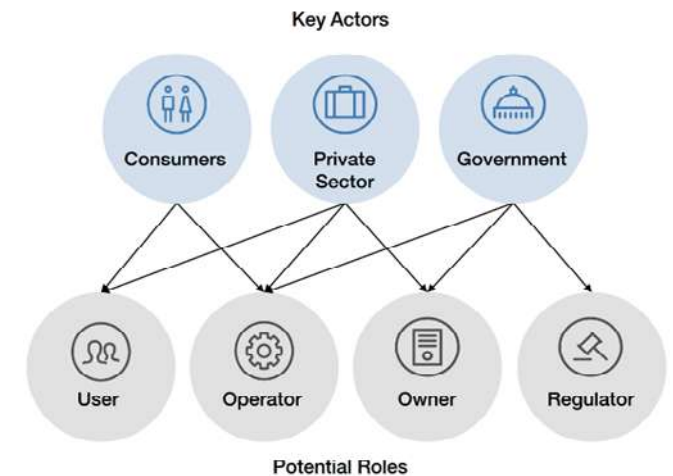 Key Actors
Consumers
Private
Sector
Government
User
Operator
Owner
Regulator
Potential Roles